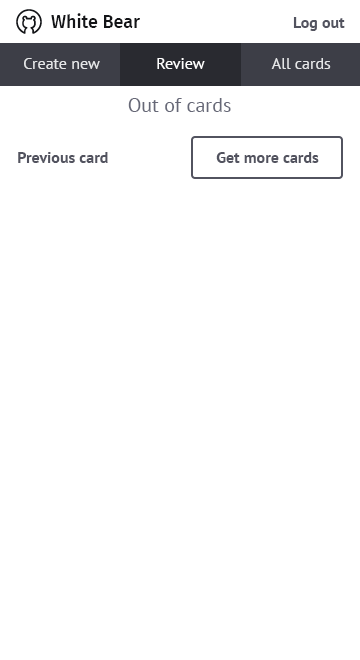 White Bear
Log out
Create new
Review
All cards
Out of cards
Previous card
Get more cards